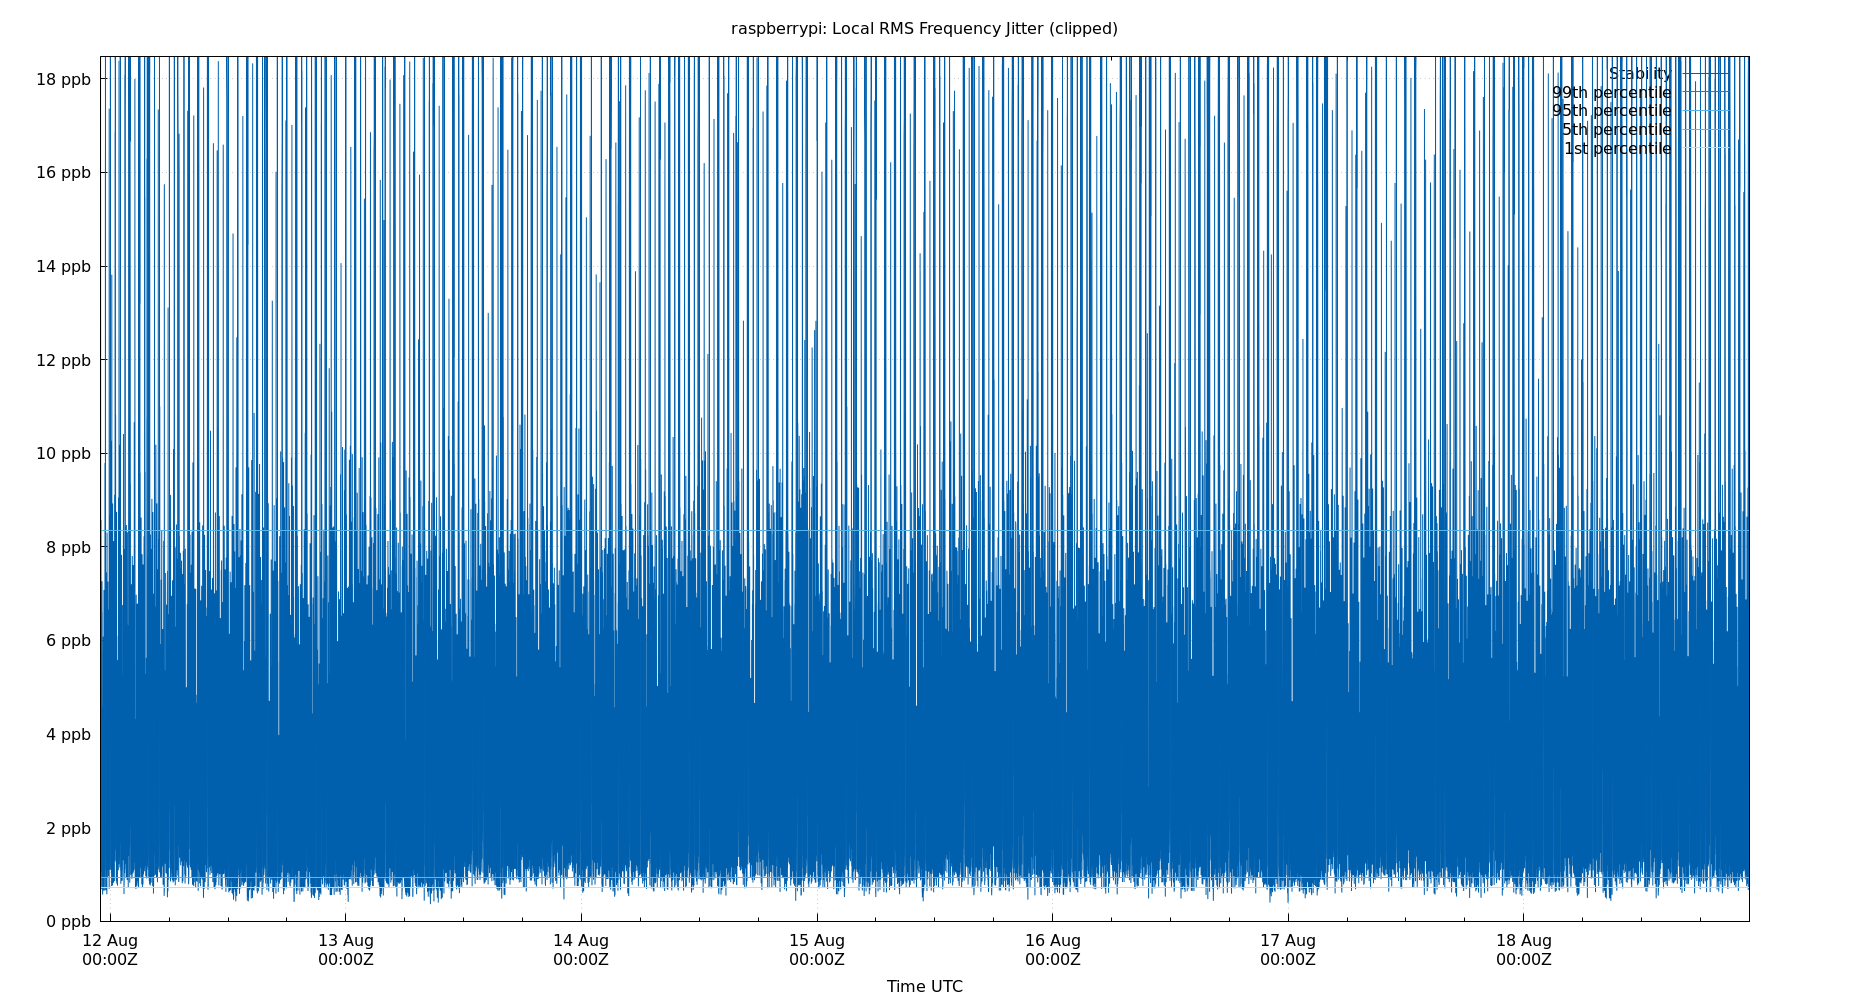 raspberrypi: Local RMS Frequency Jitter (clipped)
18 ppb
16 ppb
14 ppb
12 ppb
10 ppb
8 ppb
6 ppb
4 ppb
2 ppb
0 ppb
Stability
99th percentile
95th percentile
5th percentile
1st percentile
12 Aug
00:00Z
13 Aug
00:00Z
14 Aug
00:00Z
15 Aug
00:00Z
16 Aug
00:00Z
17 Aug
00:00Z
18 Aug
00:00Z
Time UTC